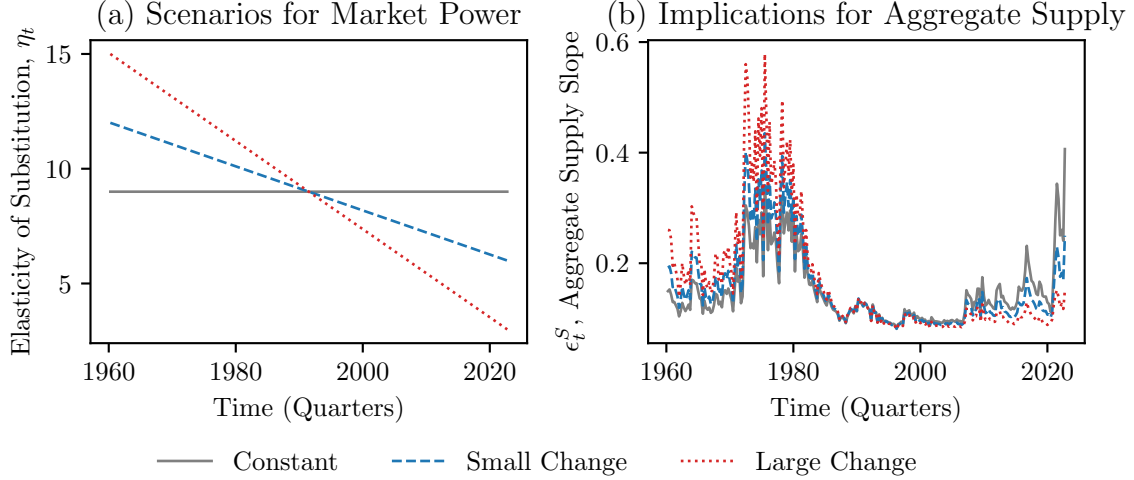 (a) Scenarios for Market Power
(b) Implications for Aggregate Supply
Elasticity of Substitution, η_t
15
10
5
1960
1980
2000
2020
Time (Quarters)
ϵ_t^S, Aggregate Supply Slope
0.6
0.4
0.2
1960
1980
2000
2020
Time (Quarters)
Constant
Small Change
Large Change